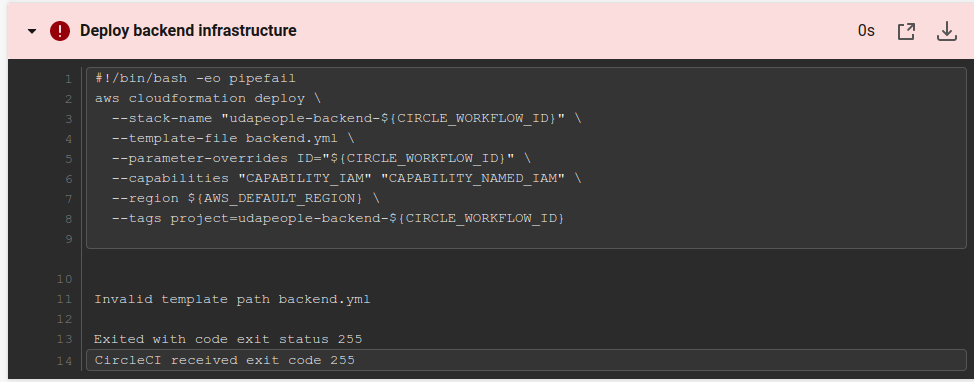 Deploy backend infrastructure 0s
1 #!/bin/bash -eo pipefail
2 aws cloudformation deploy \
3   --stack-name "udapeople-backend-${CIRCLE_WORKFLOW_ID}" \
4   --template-file backend.yml \
5   --parameter-overrides ID="${CIRCLE_WORKFLOW_ID}" \
6   --capabilities "CAPABILITY_IAM" "CAPABILITY_NAMED_IAM" \
7   --region ${AWS_DEFAULT_REGION} \
8   --tags project=udapeople-backend-${CIRCLE_WORKFLOW_ID}
9
10
11 Invalid template path backend.yml
12
13 Exited with code exit status 255
14 CircleCI received exit code 255